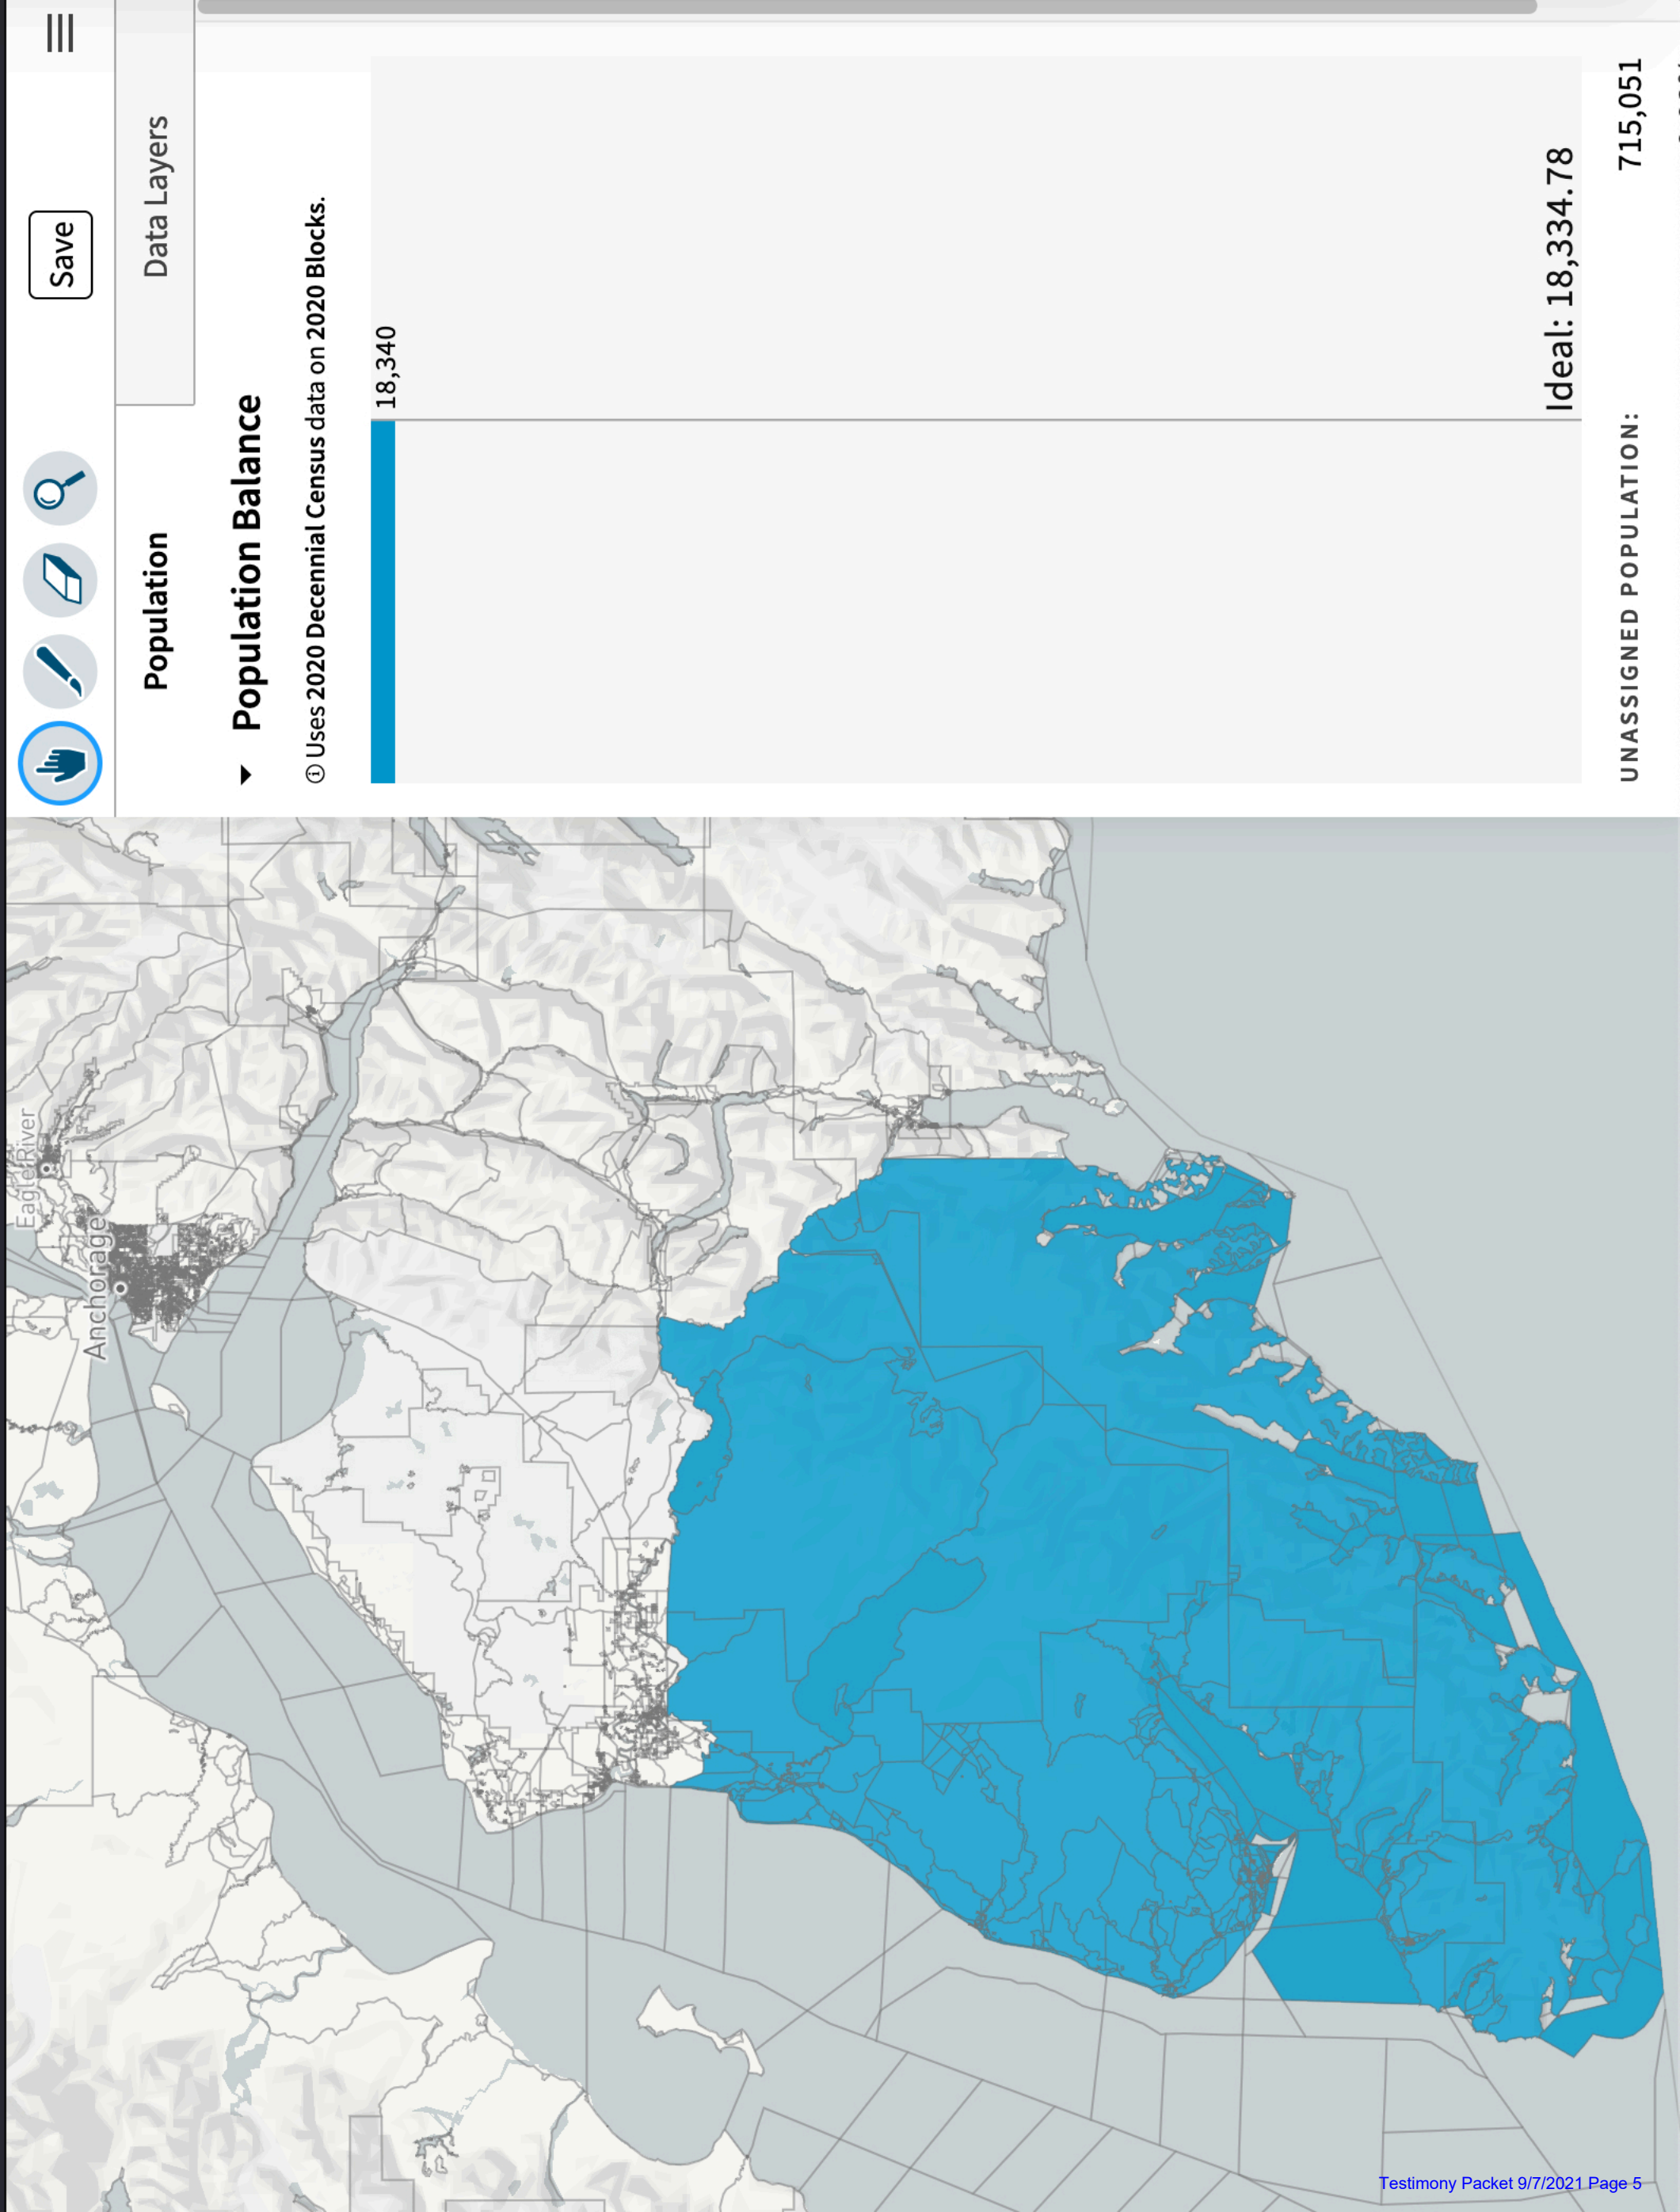 Eagle River
Anchorage
Save
Population
Data Layers
Population Balance
Uses 2020 Decennial Census data on 2020 Blocks.
18,340
Ideal: 18,334.78
UNASSIGNED POPULATION: 715,051
Testimony Packet 9/7/2021 Page 5